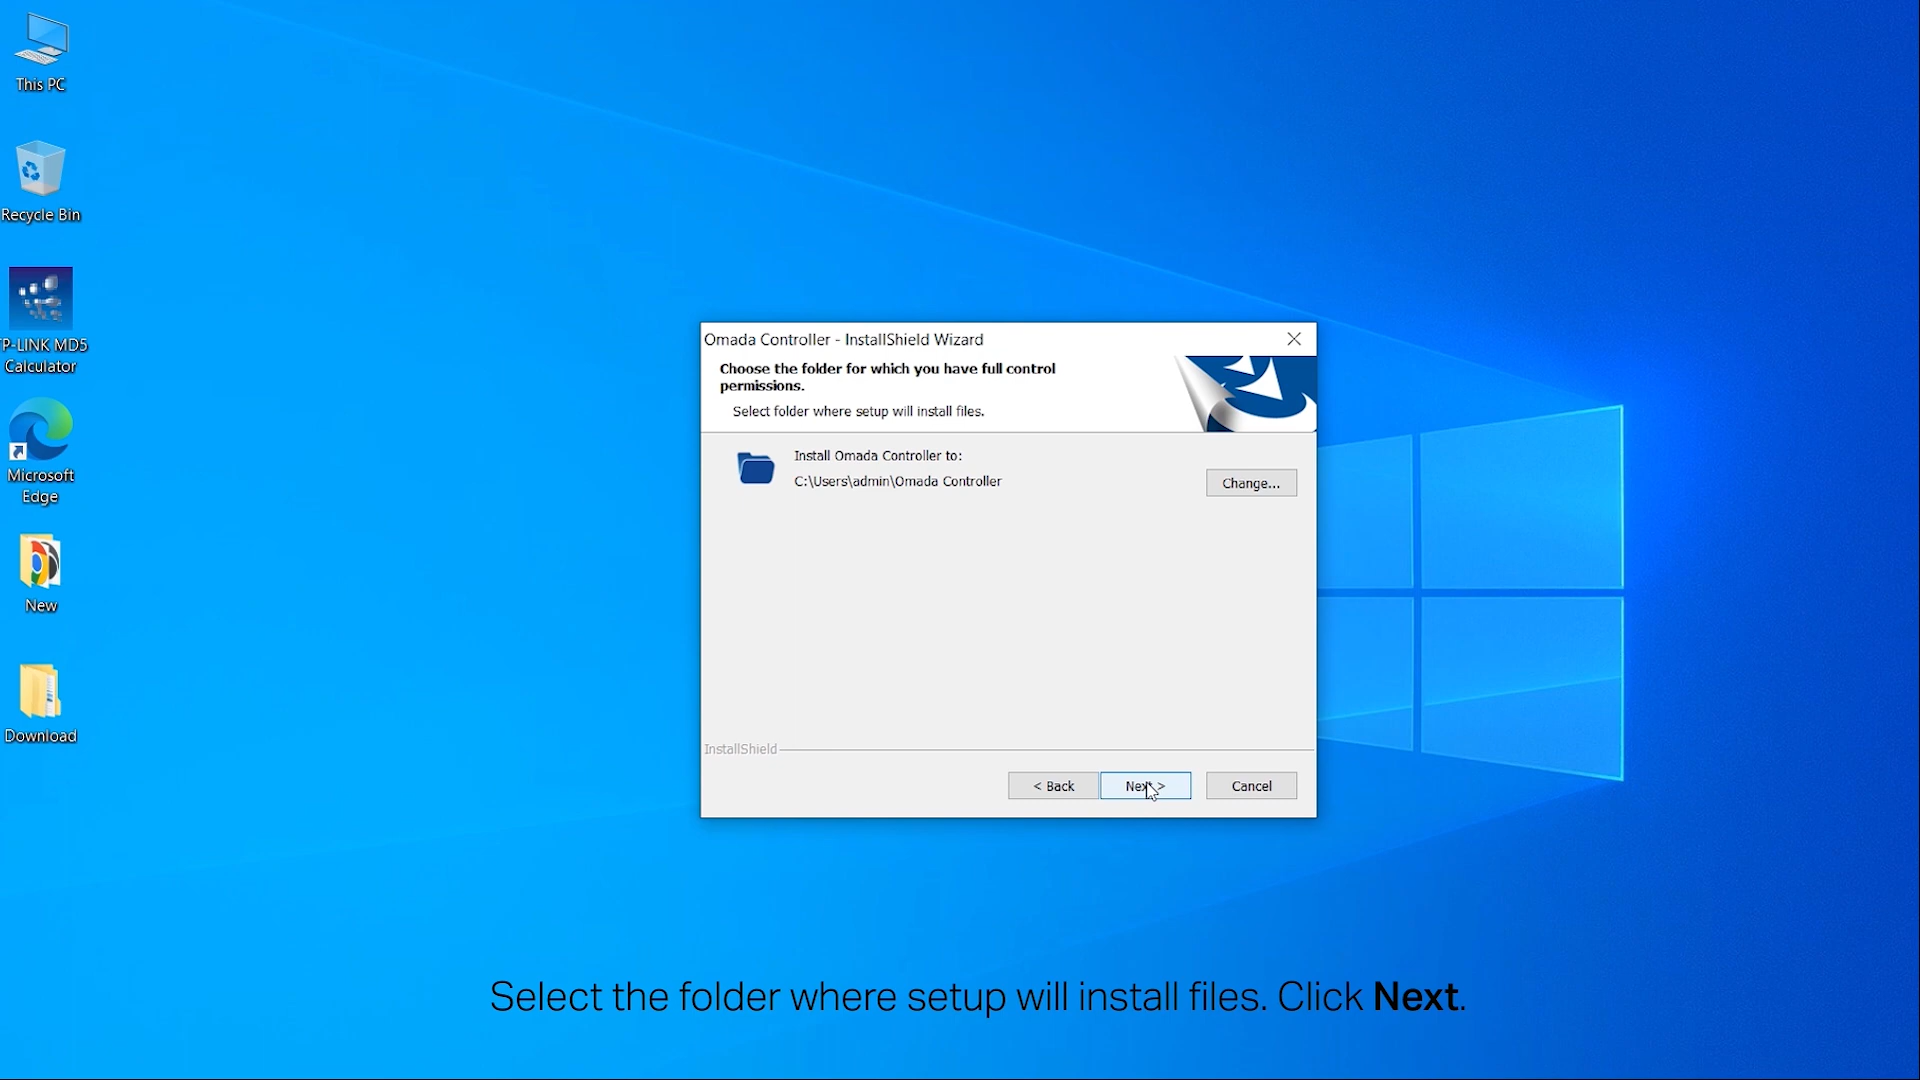 This PC
Recycle Bin
P-LINK MD5
Calculator
Microsoft
Edge
New
Download
Omada Controller - InstallShield Wizard
Choose the folder for which you have full control
permissions.
Select folder where setup will install files.
Install Omada Controller to:
C:\Users\admin\Omada Controller
Change...
InstallShield
< Back
Next >
Cancel
Select the folder where setup will install files. Click Next.